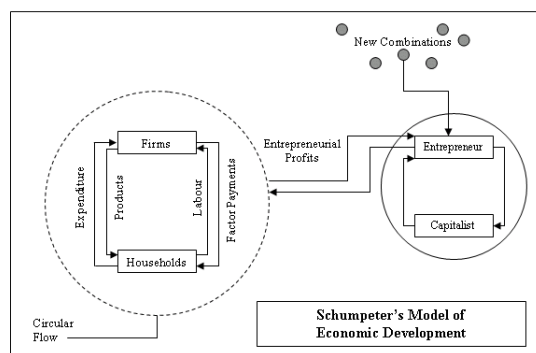 New Combinations
Entrepreneurial
Profits
Entrepreneur
Capitalist
Firms
Expenditure
Products
Labour
Factor Payments
Households
Circular
Flow
Schumpeter's Model of
Economic Development